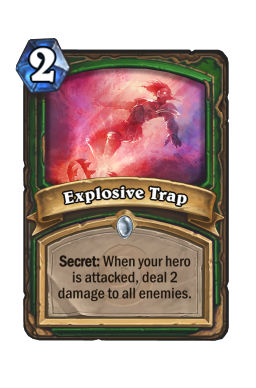 2
Explosive Trap
Secret: When your hero
is attacked, deal 2
damage to all enemies.